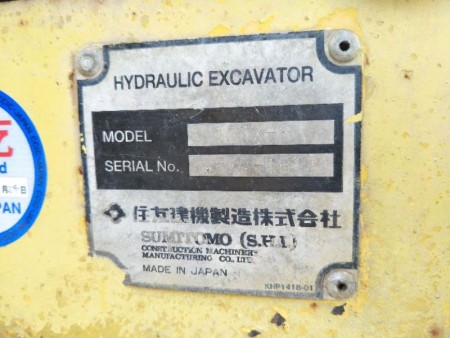 HYDRAULIC EXCAVATOR
MODEL
SERIAL No.
住友建機製造株式会社
SUMITOMO (S.H.I.)
CONSTRUCTION MACHINERY
MANUFACTURING CO., LTD.
MADE IN JAPAN
KHP1418-01